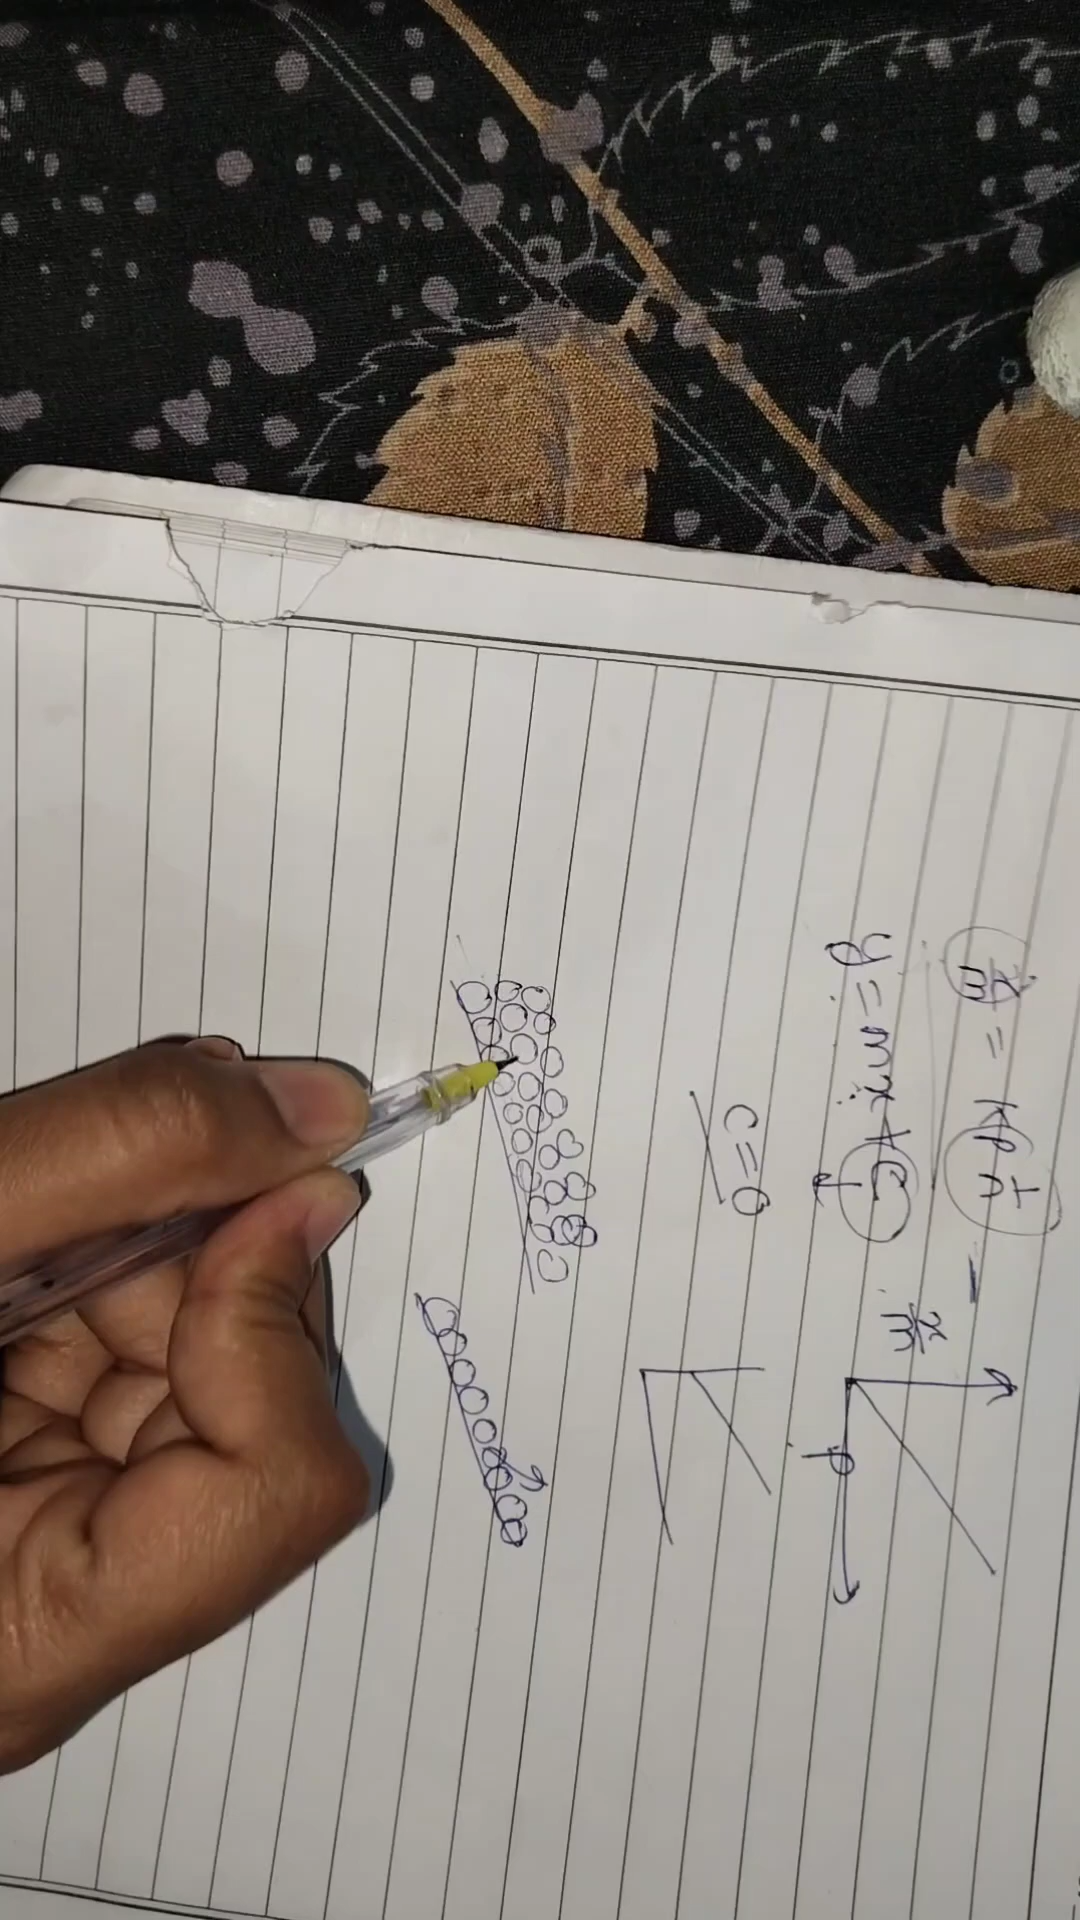 x/m = kp^1/n –
y = mx + c
c = 0
x/m
p